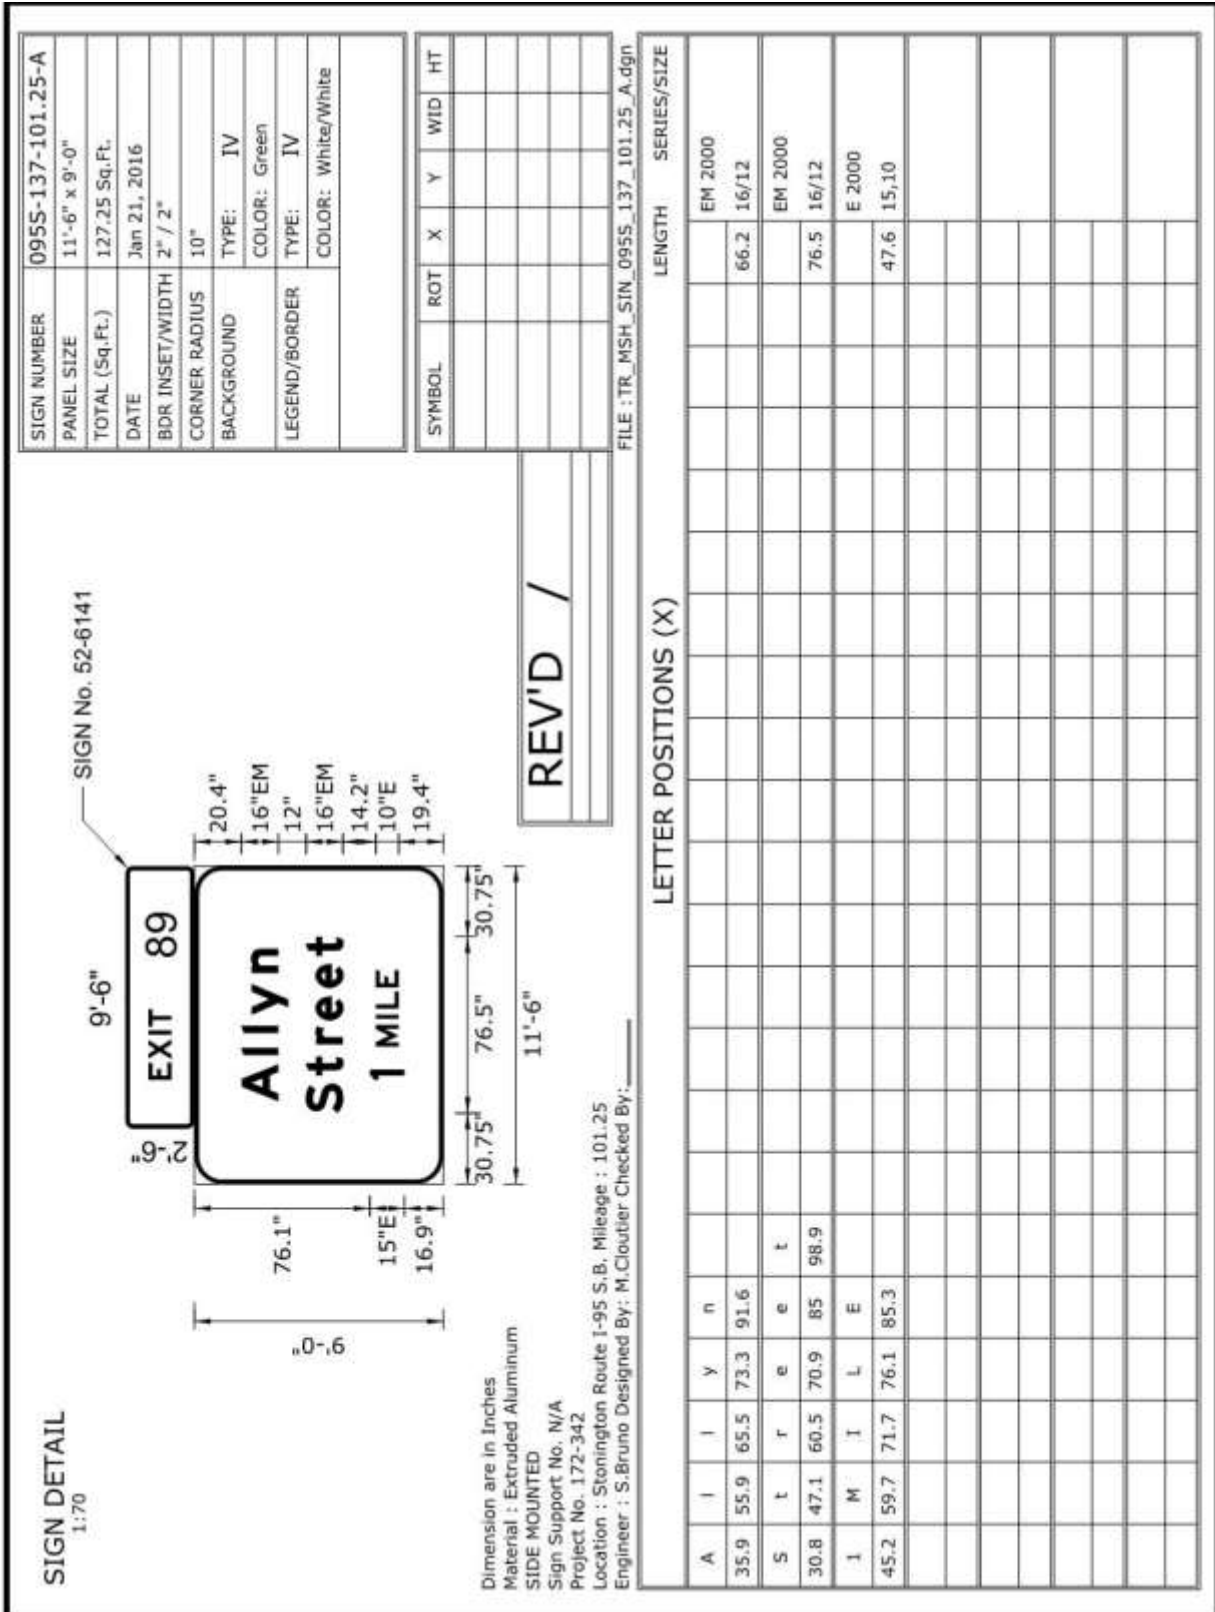 SIGN DETAIL
1:70
SIGN No. 52-6141
9'-6"
2'-6"
EXIT 89
Allyn
Street
1 MILE
20.4"
16"EM
12"
16"EM
14.2"
10"E
19.4"
76.1"
15"E
16.9"
9'-0"
30.75" 76.5" 30.75"
11'-6"
SIGN NUMBER 095S-137-101.25-A
PANEL SIZE 11'-6" x 9'-0"
TOTAL (Sq.Ft.) 127.25 Sq.Ft.
DATE Jan 21, 2016
BDR INSET/WIDTH 2" / 2"
CORNER RADIUS 10"
BACKGROUND TYPE: IV
COLOR: Green
LEGEND/BORDER TYPE: IV
COLOR: White/White
SYMBOL ROT X Y WID HT
REV'D /
Dimension are in Inches
Material : Extruded Aluminum
SIDE MOUNTED
Sign Support No. N/A
Project No. 172-342
Location : Stonington Route I-95 S.B. Mileage : 101.25
Engineer : S.Bruno Designed By: M.Cloutier Checked By:
FILE : TR_MSH_SIN_095S_137_101.25_A.dgn
LETTER POSITIONS (X) LENGTH SERIES/SIZE
A l l y n EM 2000
35.9 55.9 65.5 73.3 91.6 66.2 16/12
S t r e e t EM 2000
30.8 47.1 60.5 70.9 85 98.9 76.5 16/12
1 M I L E E 2000
45.2 59.7 71.7 76.1 85.3 47.6 15,10